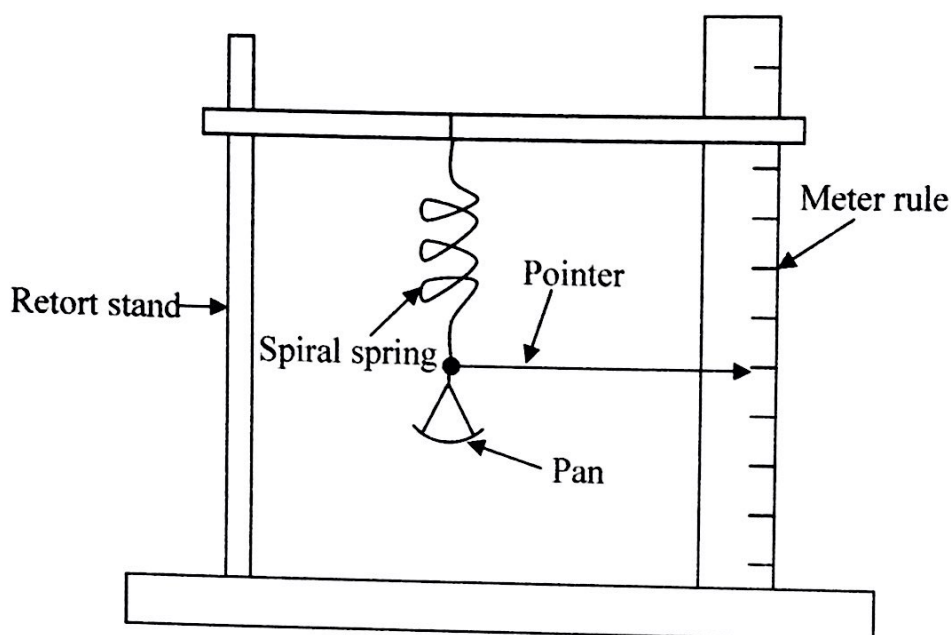 Meter rule
Pointer
Retort stand
Spiral spring
Pan